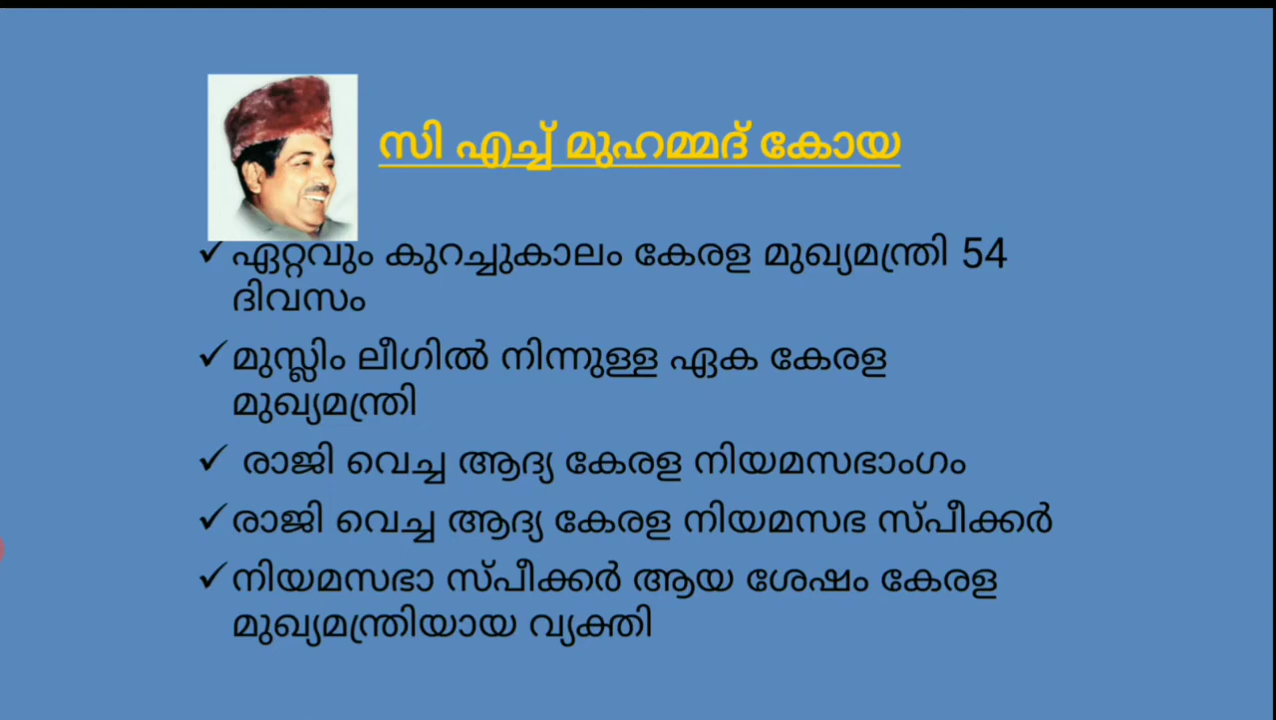 സി എച്ച് മുഹമ്മദ് കോയ
✓ ഏറ്റവും കുറച്ചുകാലം കേരള മുഖ്യമന്ത്രി 54
ദിവസം
✓ മുസ്ലിം ലീഗിൽ നിന്നുള്ള ഏക കേരള
മുഖ്യമന്ത്രി
✓ രാജി വെച്ച ആദ്യ കേരള നിയമസഭാംഗം
✓ രാജി വെച്ച ആദ്യ കേരള നിയമസഭ സ്പീക്കർ
✓ നിയമസഭാ സ്പീക്കർ ആയ ശേഷം കേരള
മുഖ്യമന്ത്രിയായ വ്യക്തി